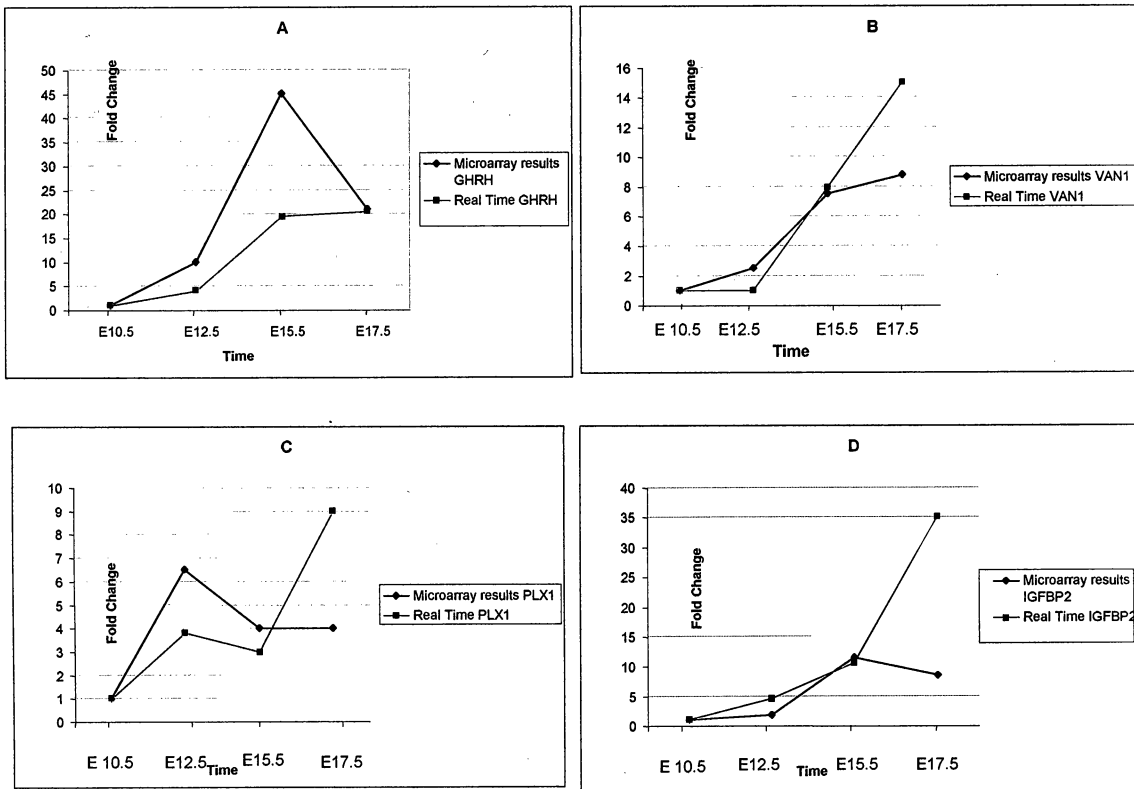 A
50
45
40
35
30
25
20
15
10
5
0
Fold Change
E10.5 E12.5 E15.5 E17.5
Time
Microarray results
GHRH
Real Time GHRH
B
16
14
12
10
8
6
4
2
0
Fold Change
E 10.5 E12.5 E15.5 E17.5
Time
Microarray results VAN1
Real Time VAN1
C
10
9
8
7
6
5
4
3
2
1
0
Fold Change
E 10.5 E12.5 E15.5 E17.5
Time
Microarray results PLX1
Real Time PLX1
D
40
35
30
25
20
15
10
5
0
Fold Change
E 10.5 E12.5 E15.5 E17.5
Time
Microarray results
IGFBP2
Real Time IGFBP2